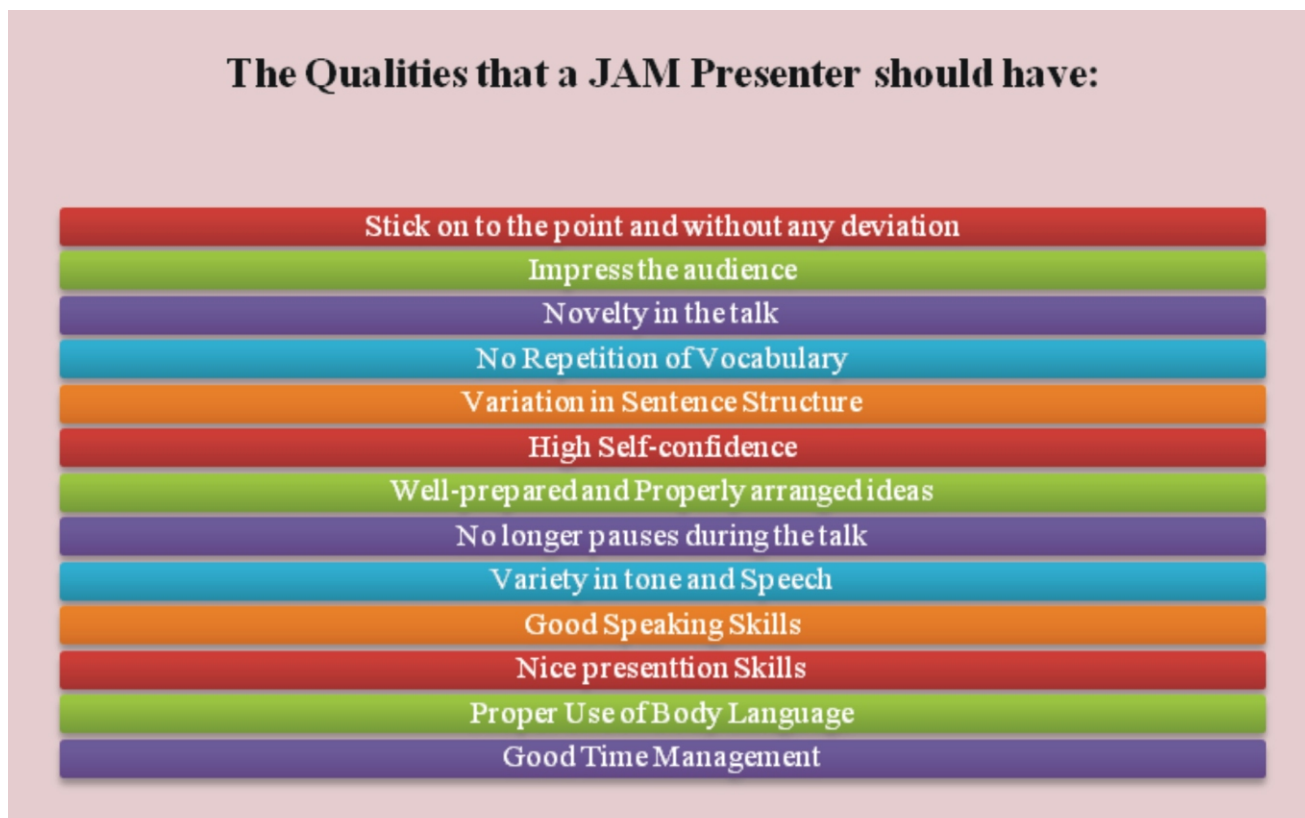 The Qualities that a JAM Presenter should have:
Stick on to the point and without any deviation
Impress the audience
Novelty in the talk
No Repetition of Vocabulary
Variation in Sentence Structure
High Self-confidence
Well-prepared and Properly arranged ideas
No longer pauses during the talk
Variety in tone and Speech
Good Speaking Skills
Nice presenttion Skills
Proper Use of Body Language
Good Time Management